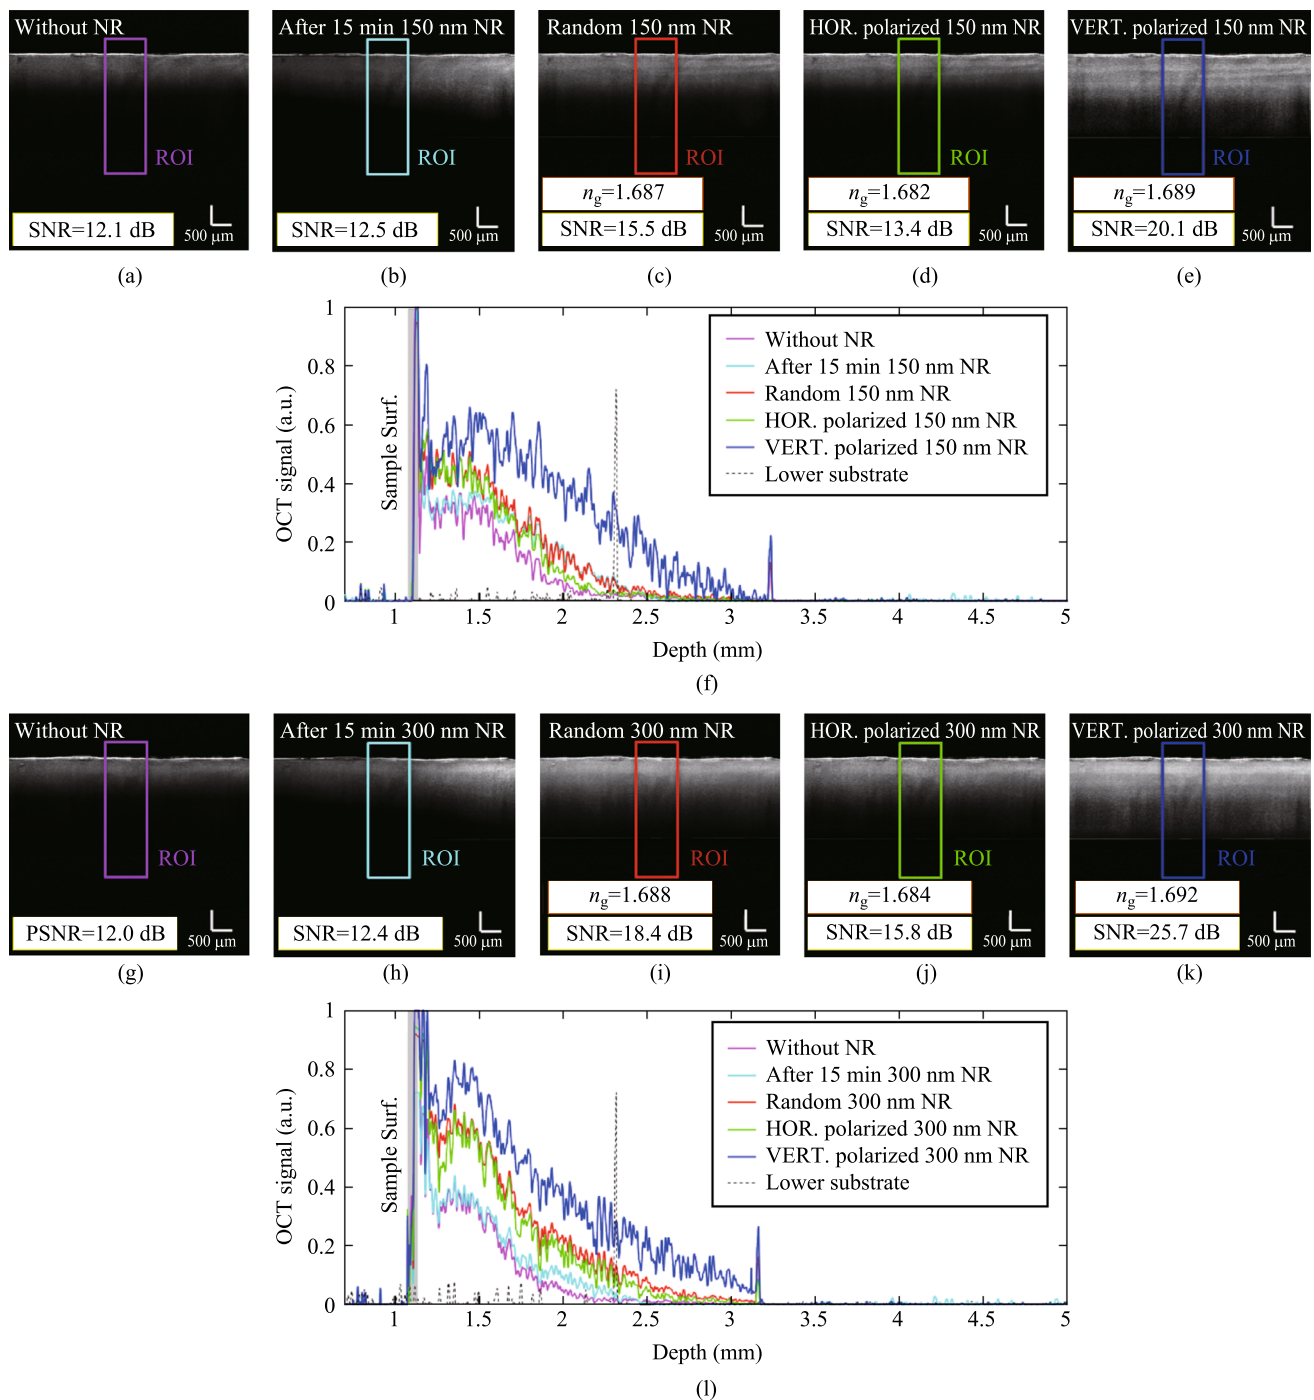 Without NR
ROI
SNR=12.1 dB
500 μm
(a)
After 15 min 150 nm NR
ROI
SNR=12.5 dB
500 μm
(b)
Random 150 nm NR
ROI
n_g=1.687
SNR=15.5 dB
500 μm
(c)
HOR. polarized 150 nm NR
ROI
n_g=1.682
SNR=13.4 dB
500 μm
(d)
VERT. polarized 150 nm NR
ROI
n_g=1.689
SNR=20.1 dB
500 μm
(e)
OCT signal (a.u.)
1
0.8
0.6
0.4
0.2
0
Sample Surf.
Without NR
After 15 min 150 nm NR
Random 150 nm NR
HOR. polarized 150 nm NR
VERT. polarized 150 nm NR
Lower substrate
1 1.5 2 2.5 3 3.5 4 4.5 5
Depth (mm)
(f)
Without NR
ROI
PSNR=12.0 dB
500 μm
(g)
After 15 min 300 nm NR
ROI
SNR=12.4 dB
500 μm
(h)
Random 300 nm NR
ROI
n_g=1.688
SNR=18.4 dB
500 μm
(i)
HOR. polarized 300 nm NR
ROI
n_g=1.684
SNR=15.8 dB
500 μm
(j)
VERT. polarized 300 nm NR
ROI
n_g=1.692
SNR=25.7 dB
500 μm
(k)
OCT signal (a.u.)
1
0.8
0.6
0.4
0.2
0
Sample Surf.
Without NR
After 15 min 300 nm NR
Random 300 nm NR
HOR. polarized 300 nm NR
VERT. polarized 300 nm NR
Lower substrate
1 1.5 2 2.5 3 3.5 4 4.5 5
Depth (mm)
(l)